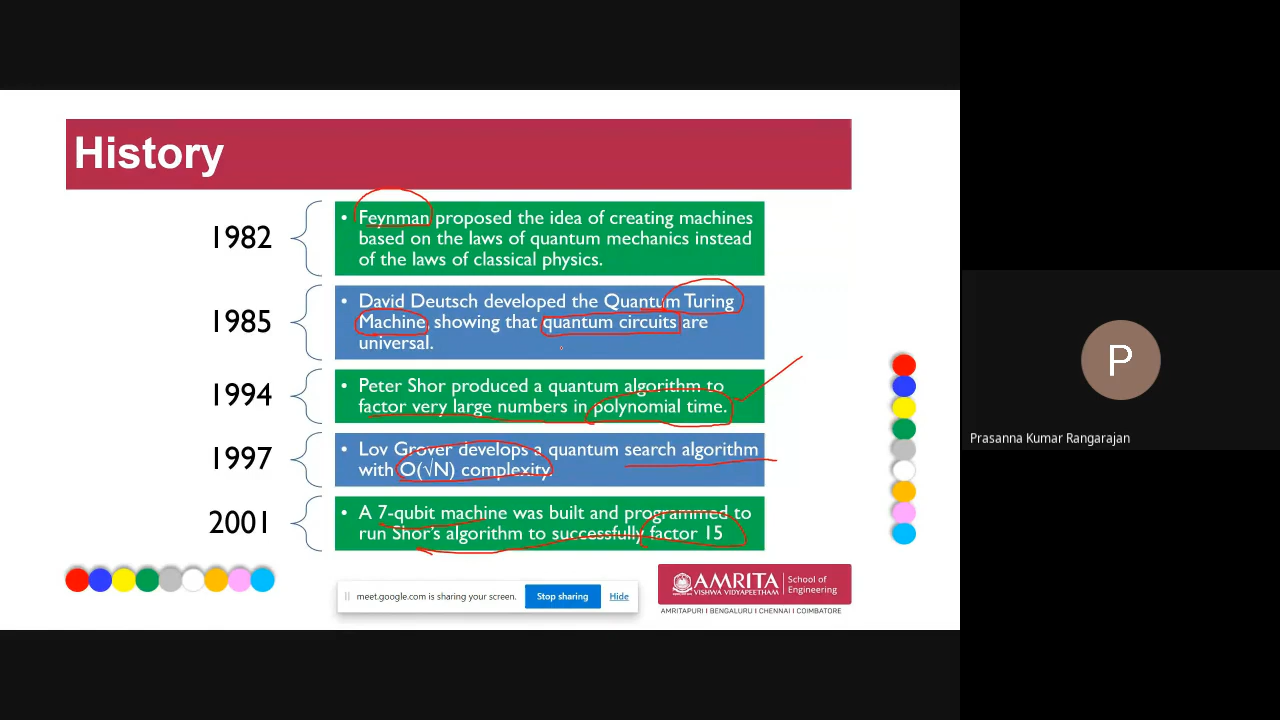 History
1982
• Feynman proposed the idea of creating machines
based on the laws of quantum mechanics instead
of the laws of classical physics.
1985
• David Deutsch developed the Quantum Turing
Machine, showing that quantum circuits are
universal.
1994
• Peter Shor produced a quantum algorithm to
factor very large numbers in polynomial time.
1997
• Lov Grover develops a quantum search algorithm
with O(√N) complexity.
2001
• A 7-qubit machine was built and programmed to
run Shor's algorithm to successfully factor 15
meet.google.com is sharing your screen.
Stop sharing
Hide
AMRITA
VISHWA VIDYAPEETHAM
School of
Engineering
AMRITAPURI | BENGALURU | CHENNAI | COIMBATORE
P
Prasanna Kumar Rangarajan